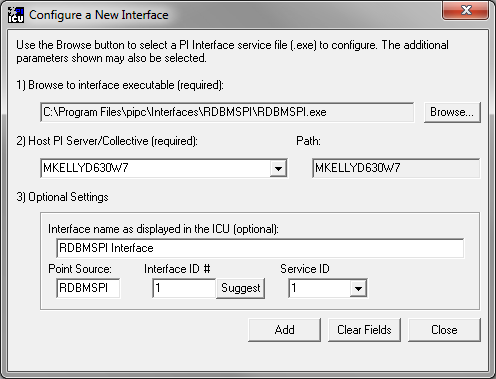 ICU
Configure a New Interface
Use the Browse button to select a PI Interface service file (.exe) to configure. The additional
parameters shown may also be selected.
1) Browse to interface executable (required):
C:\Program Files\pipc\Interfaces\RDBMSPI\RDBMSPI.exe
Browse...
2) Host PI Server/Collective (required):
Path:
MKELLYD630W7
MKELLYD630W7
3) Optional Settings
Interface name as displayed in the ICU (optional):
RDBMSPI Interface
Point Source:
Interface ID #
Service ID
RDBMSPI
1
Suggest
1
Add
Clear Fields
Close